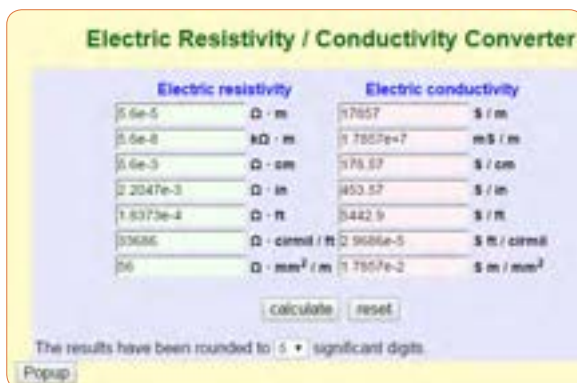 Electric Resistivity / Conductivity Converter
Electric resistivity Electric conductivity
5.6e-5 Ω · m 17857 S / m
5.6e-8 kΩ · m 1.7857e+7 mS / m
5.6e-3 Ω · cm 178.57 S / cm
2.2047e-3 Ω · in 453.57 S / in
1.8373e-4 Ω · ft 5442.9 S / ft
33686 Ω · cirmil / ft 2.9686e-5 S ft / cirmil
56 Ω · mm² / m 1.7857e-2 S m / mm²
calculate reset
The results have been rounded to 5 significant digits.
Popup